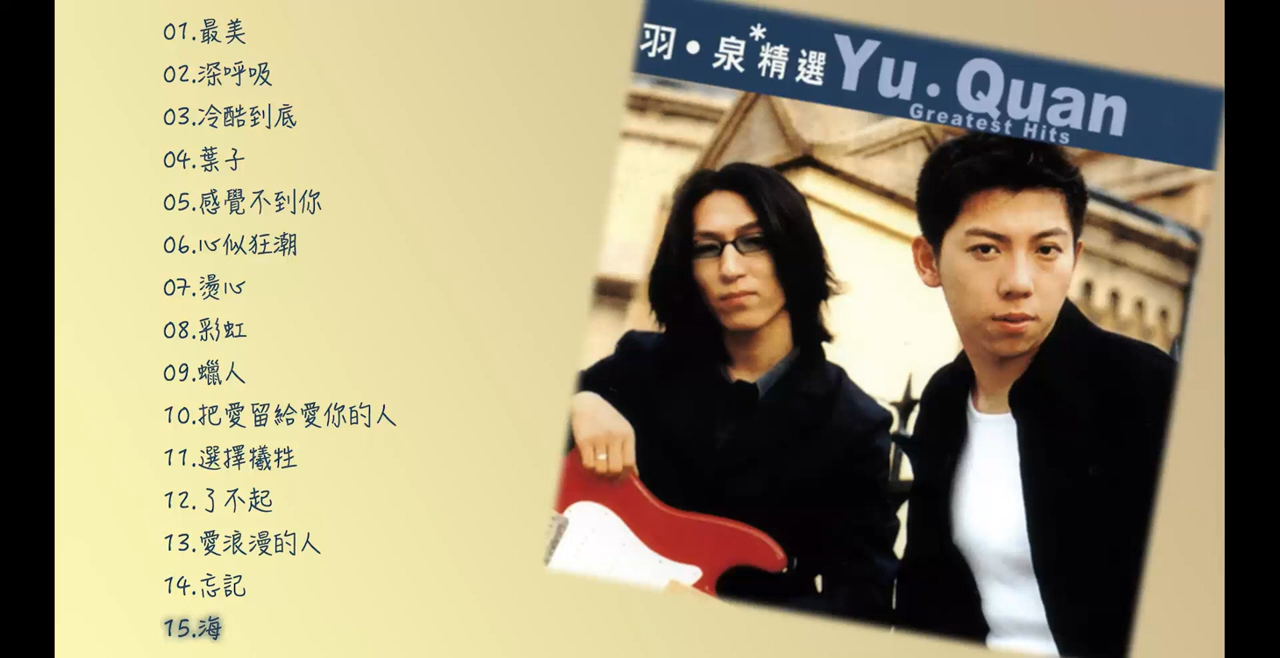 01.最美
02.深呼吸
03.冷酷到底
04.葉子
05.感覺不到你
06.心似狂潮
07.燙心
08.彩虹
09.蠟人
10.把愛留給愛你的人
11.選擇犧牲
12.了不起
13.愛浪漫的人
14.忘記
15.海
羽·泉*精選 Yu.Quan
Greatest Hits